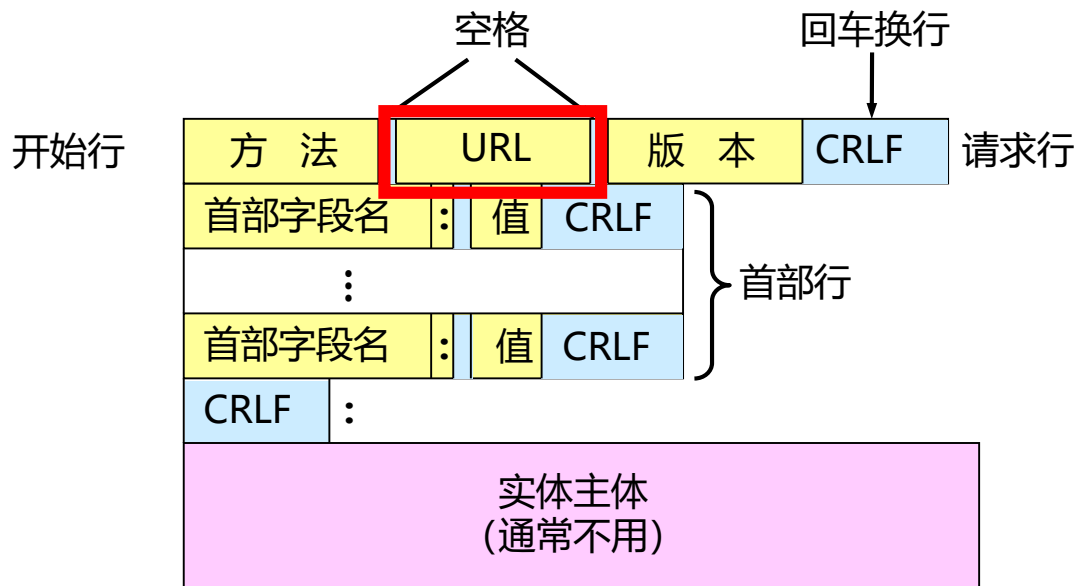 空格 回车换行
开始行 方 法 URL 版 本 CRLF 请求行
首部字段名 : 值 CRLF
⋮ 首部行
首部字段名 : 值 CRLF
CRLF :
实体主体
(通常不用)